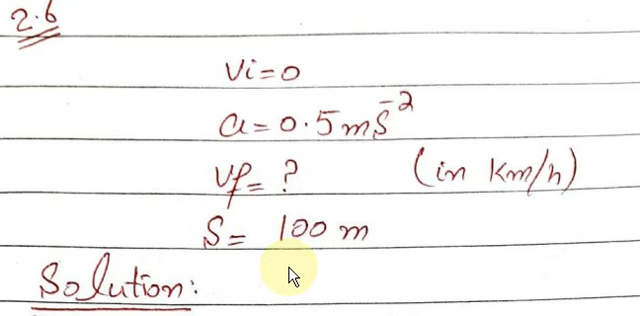 2.6
Vi=0
a=0.5ms⁻²
Vf=? (in Km/h)
S= 100 m
Solution: